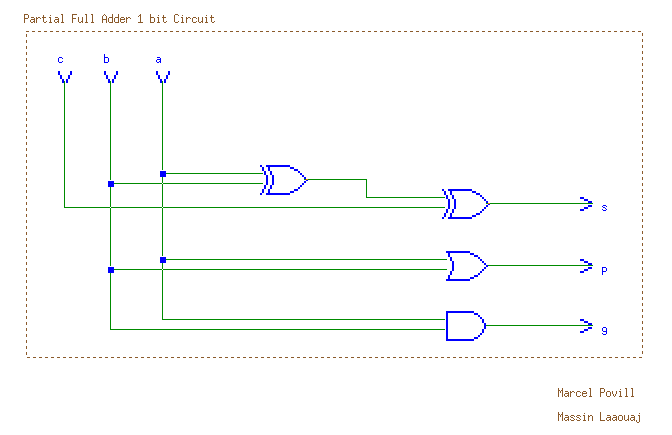 Partial Full Adder 1 bit Circuit
c b a
s
p
g
Marcel Povill
Massin Laaouaj